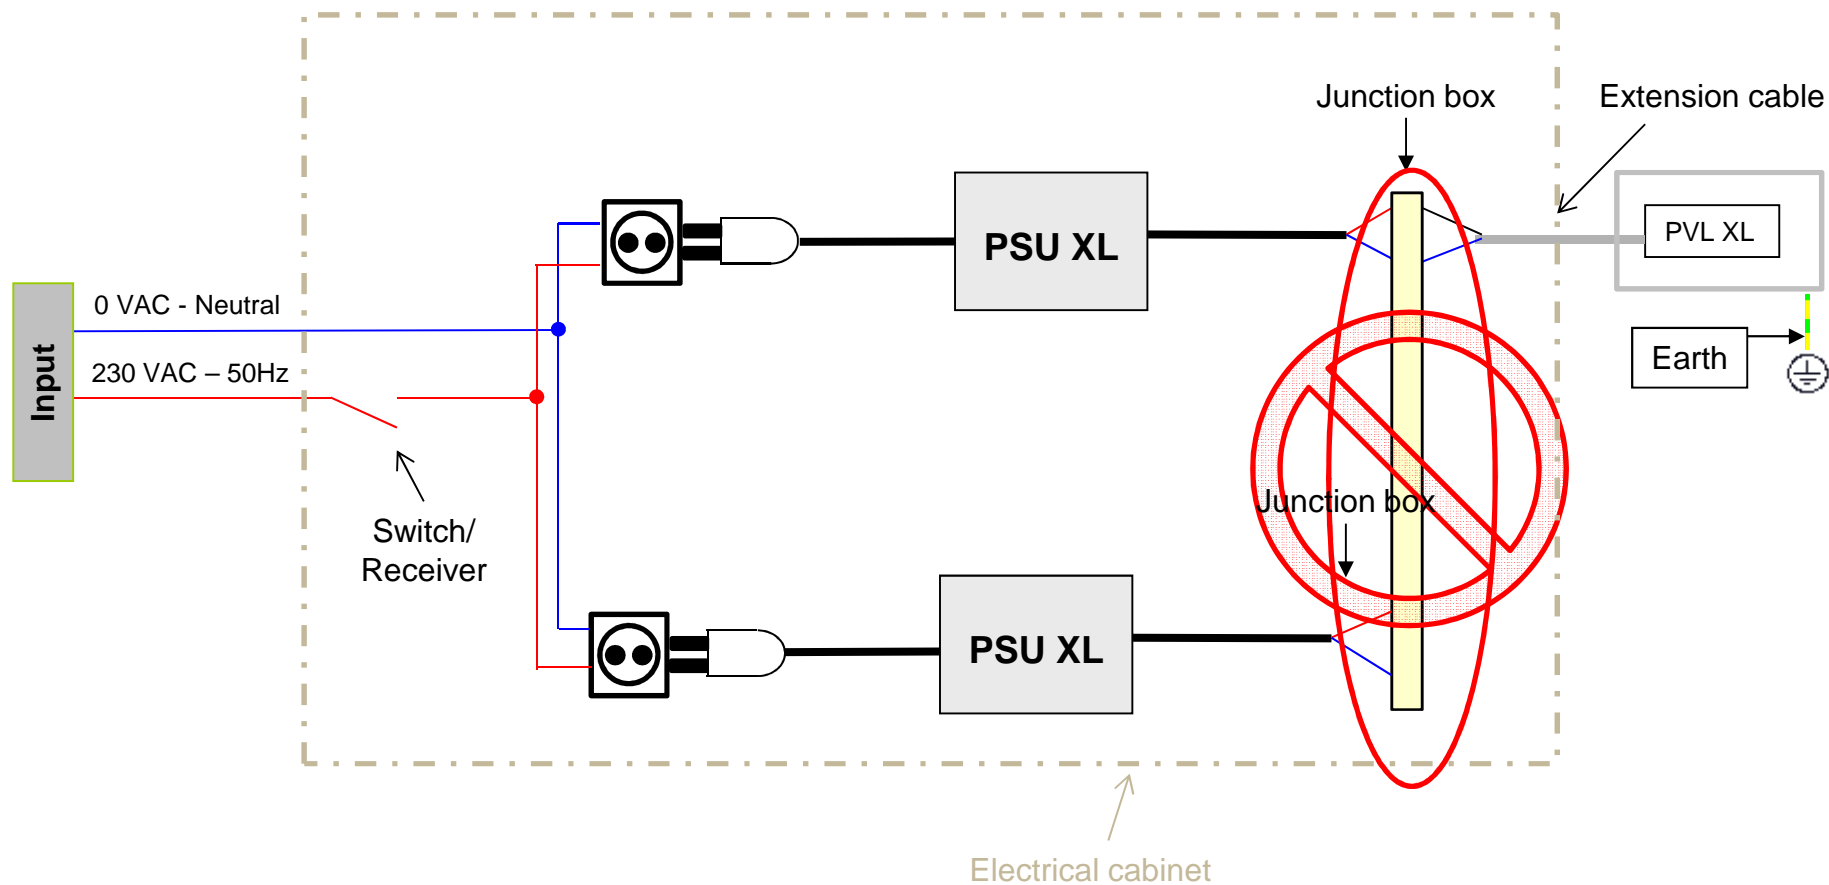 Junction box
Extension cable
PSU XL
PVL XL
0 VAC - Neutral
Input
230 VAC – 50Hz
Earth
Junction box
Switch/
Receiver
PSU XL
Electrical cabinet